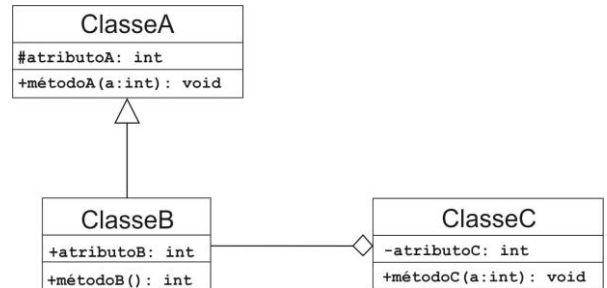 ClasseA
#atributoA: int
+métodoA(a:int): void
ClasseB
+atributoB: int
+métodoB(): int
ClasseC
-atributoC: int
+métodoC(a:int): void